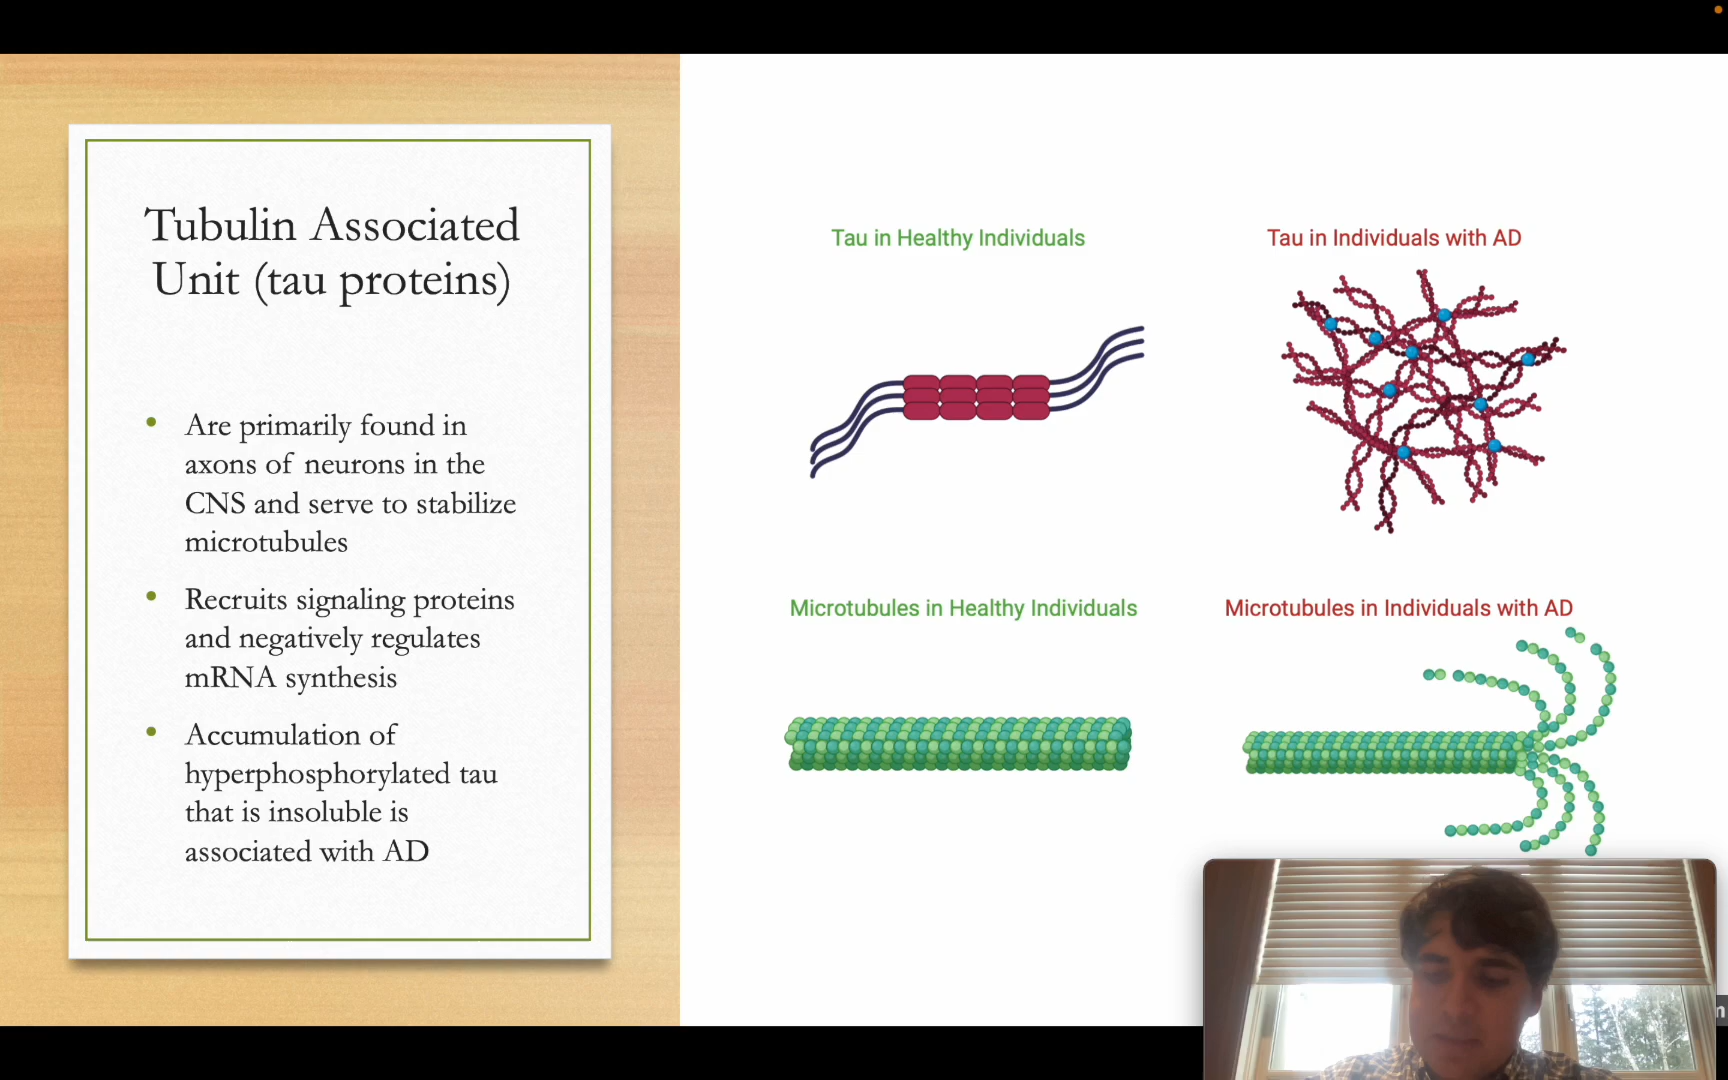 Tubulin Associated
Unit (tau proteins)
• Are primarily found in
axons of neurons in the
CNS and serve to stabilize
microtubules
• Recruits signaling proteins
and negatively regulates
mRNA synthesis
• Accumulation of
hyperphosphorylated tau
that is insoluble is
associated with AD
Tau in Healthy Individuals
Tau in Individuals with AD
Microtubules in Healthy Individuals
Microtubules in Individuals with AD